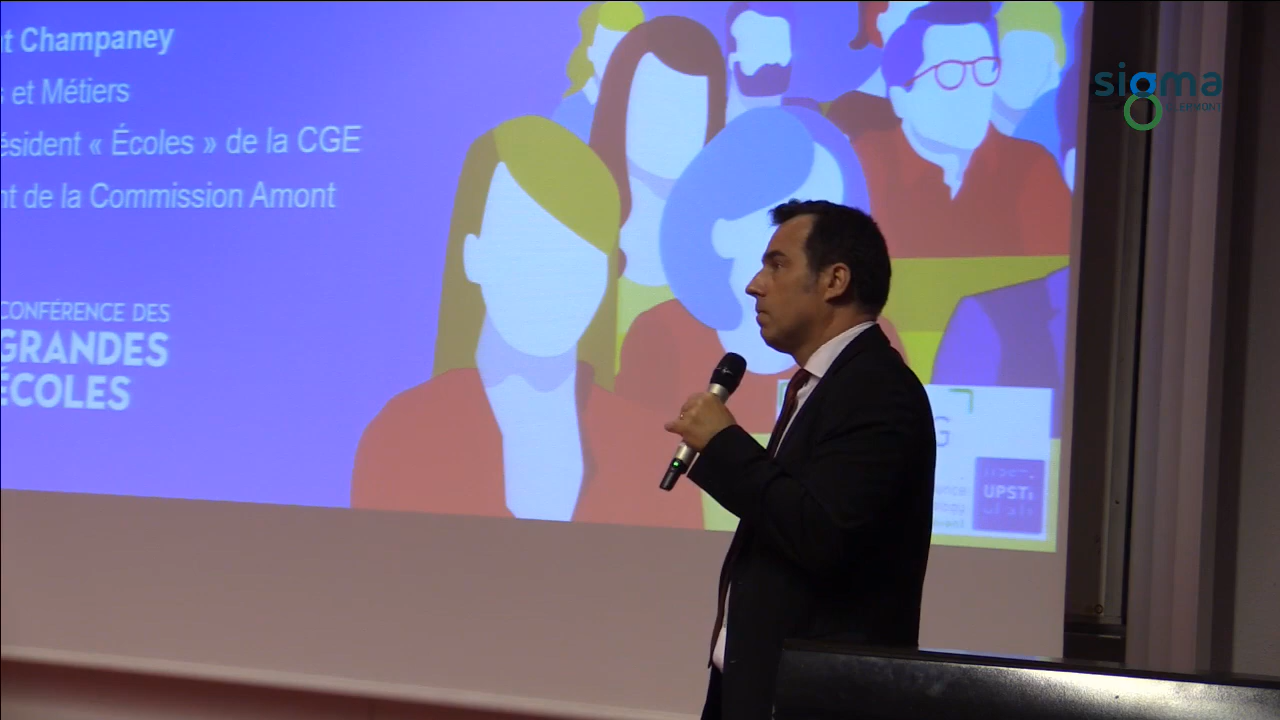 t Champaney
s et Métiers
ésident « Écoles » de la CGE
nt de la Commission Amont
CONFÉRENCE DES
GRANDES
ÉCOLES
sigma
CLERMONT
G
UPSTI